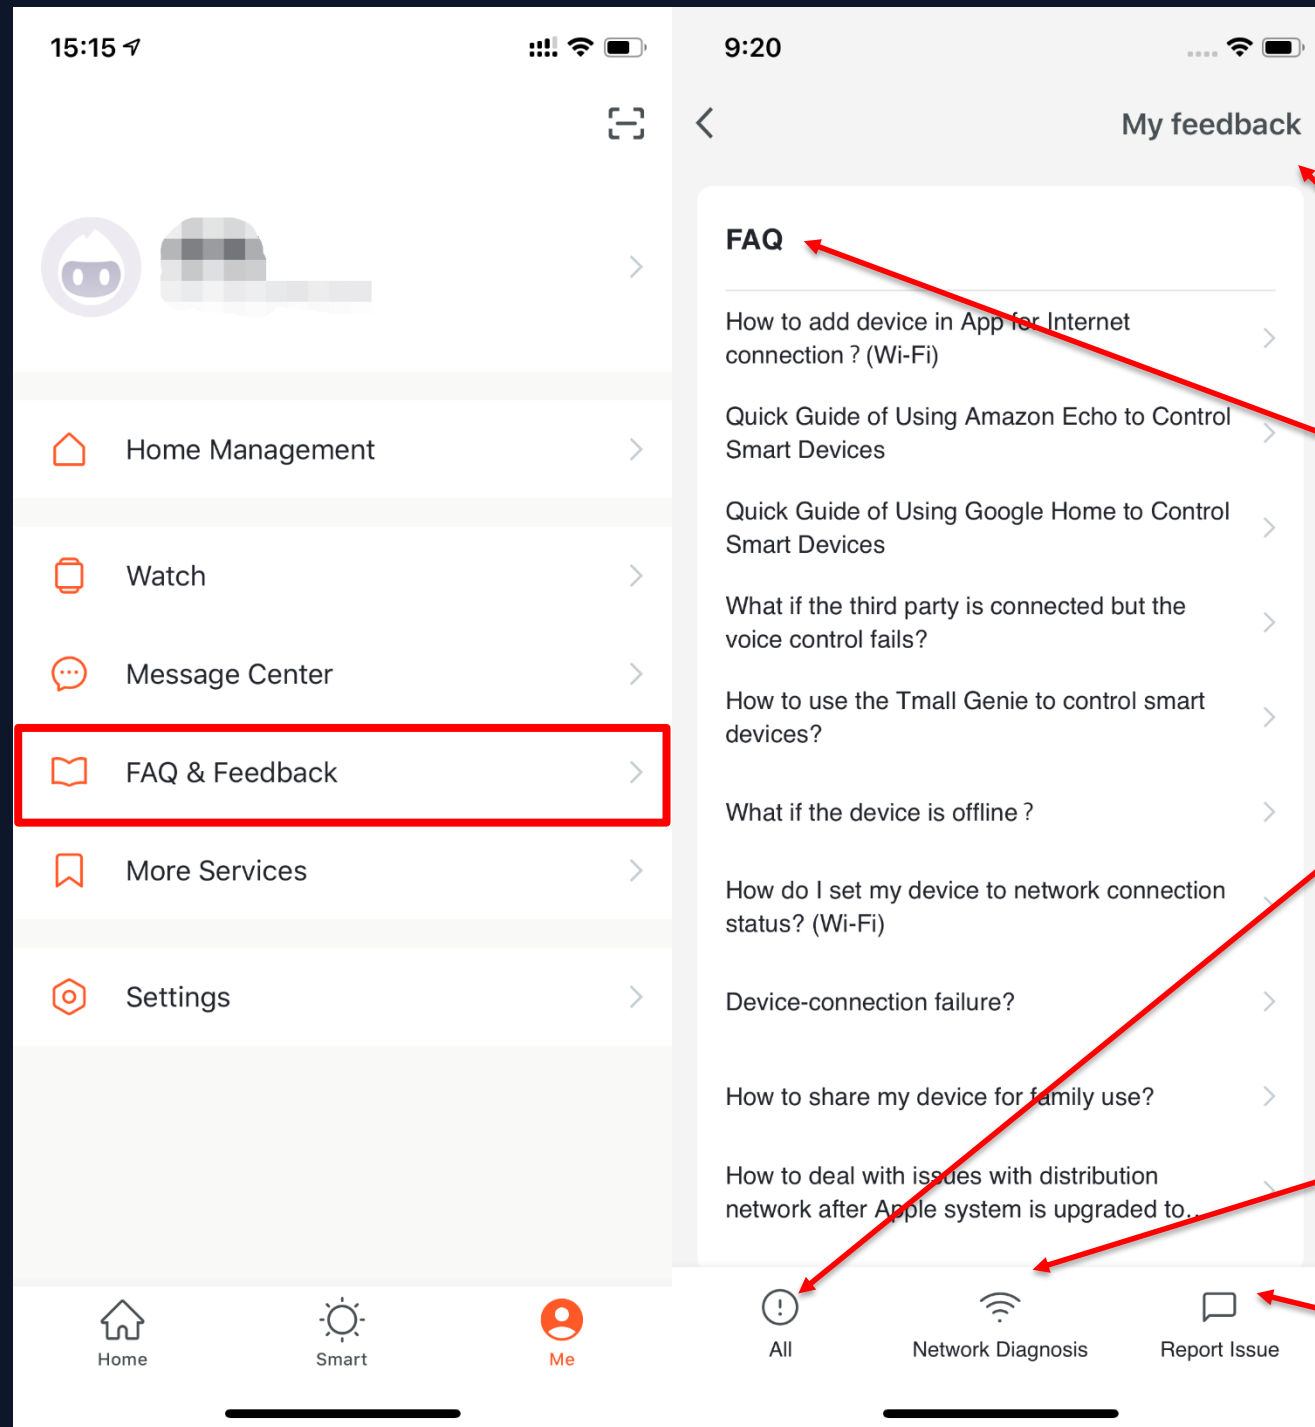 15:15
Home Management
Watch
Message Center
FAQ & Feedback
More Services
Settings
Home
Smart
Me
9:20
My feedback
FAQ
How to add device in App for Internet
connection ? (Wi-Fi)
Quick Guide of Using Amazon Echo to Control
Smart Devices
Quick Guide of Using Google Home to Control
Smart Devices
What if the third party is connected but the
voice control fails?
How to use the Tmall Genie to control smart
devices?
What if the device is offline ?
How do I set my device to network connection
status? (Wi-Fi)
Device-connection failure?
How to share my device for family use?
How to deal with issues with distribution
network after Apple system is upgraded to...
All
Network Diagnosis
Report Issue